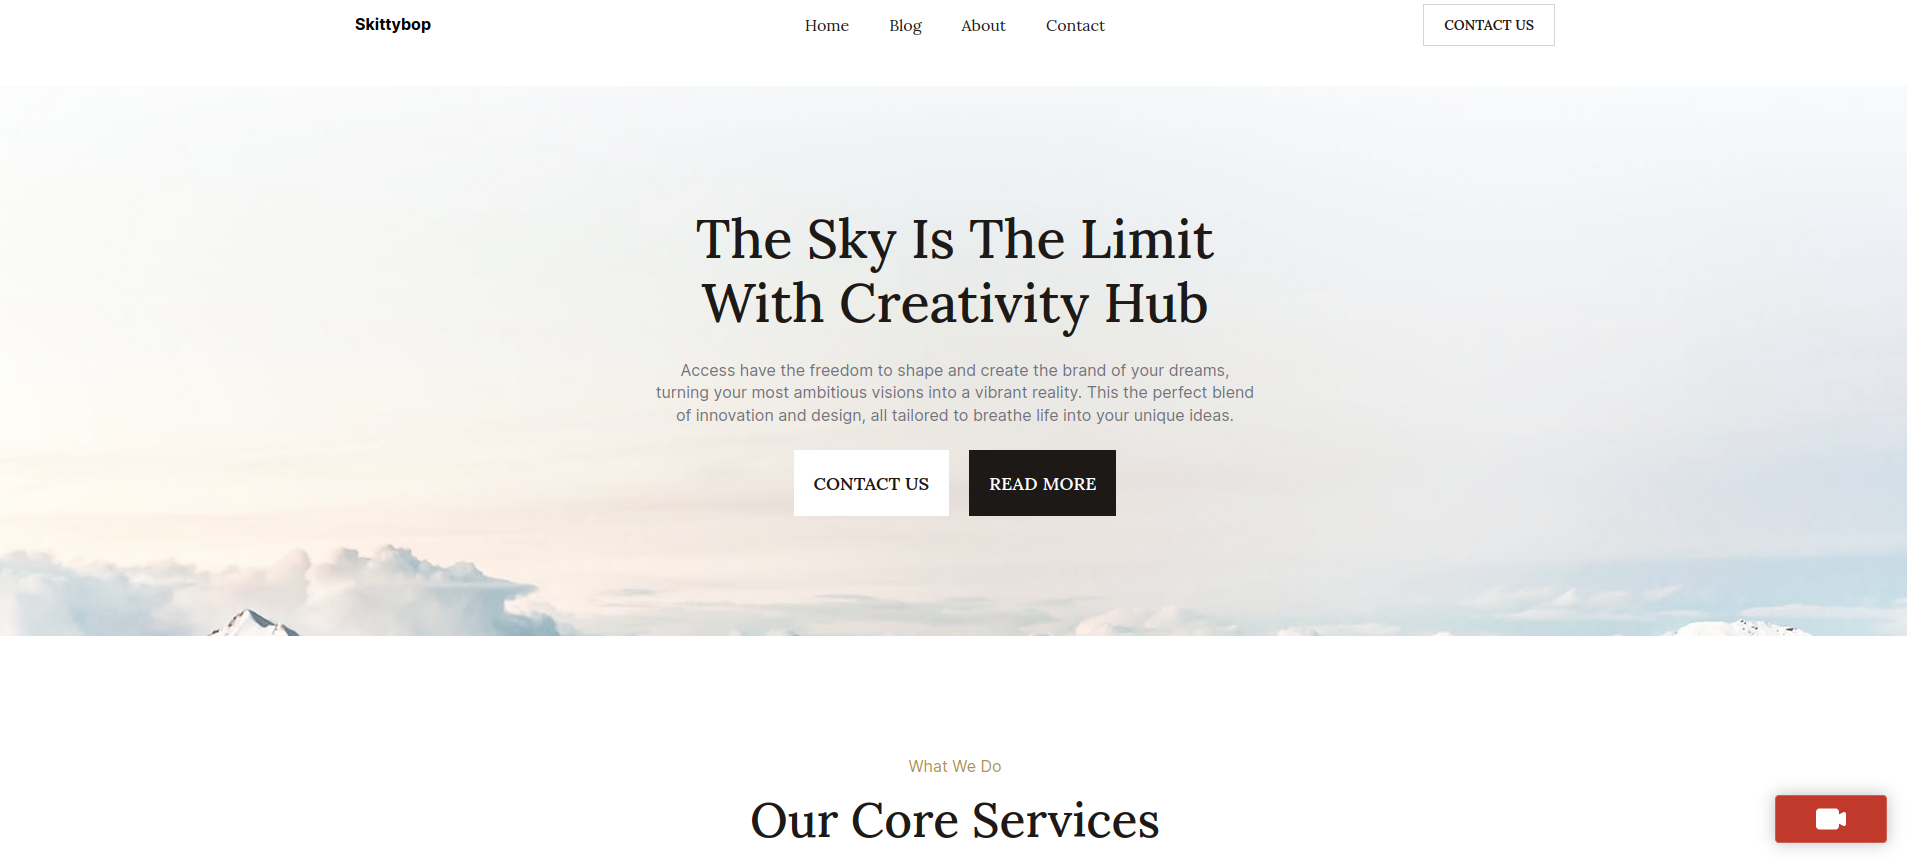 Skittybop
Home
Blog
About
Contact
CONTACT US
The Sky Is The Limit
With Creativity Hub
Access have the freedom to shape and create the brand of your dreams,
turning your most ambitious visions into a vibrant reality. This the perfect blend
of innovation and design, all tailored to breathe life into your unique ideas.
CONTACT US
READ MORE
What We Do
Our Core Services